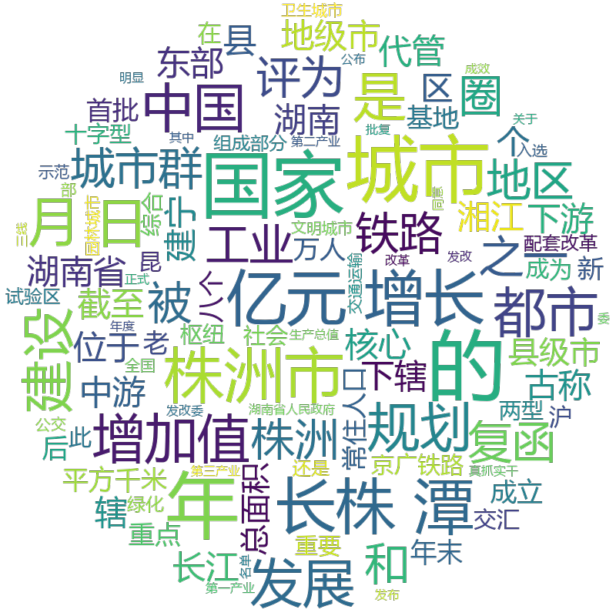 卫生城市
在
县
地级市
代管
成效
公布
明显
东部
评为
是
区
圈
首批
中国
湖南
基地
关于
十字型
其中
组成部分
第二产业
批复
个
入选
示范
城市群
国家
城市
地区
部
园林城市
综合
建宁
文明城市
同意
湘江
下游
三线
月
日
工业
铁路
之一
配套改革
湖南省
昆
正式
八个
万人
改革
发改
成为
新
试验区
截至
被
亿元
交通运输
增长
都市
委
建设
位于
老
年度
枢纽
社会
生产总值
核心
的
县级市
全国
株洲市
下辖
古称
中游
发改委
湖南省人民政府
常住人口
规划
两型
沪
公交
后
此
增加值
株洲
复函
平方千米
第三产业
还是
京广铁路
真抓实干
辖
绿化
年
总面积
长株
潭
成立
重点
重要
和
交汇
长江
名单
发展
年末
第一产业
发布